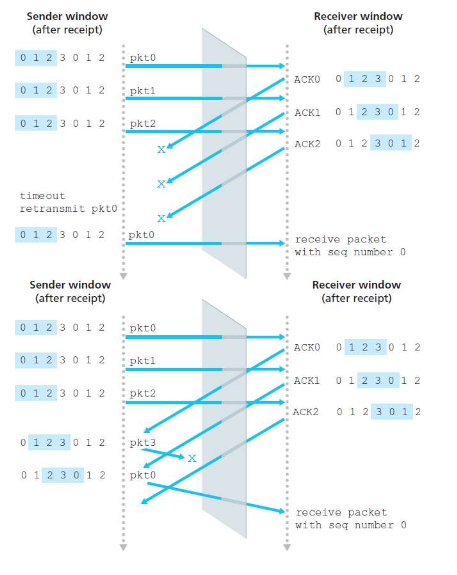 Sender window Receiver window
(after receipt) (after receipt)
0 1 2 3 0 1 2 pkt0
ACK0 0 1 2 3 0 1 2
0 1 2 3 0 1 2 pkt1
ACK1 0 1 2 3 0 1 2
0 1 2 3 0 1 2 pkt2
ACK2 0 1 2 3 0 1 2
X
X
timeout
retransmit pkt0
X
0 1 2 3 0 1 2 pkt0
receive packet
with seq number 0
Sender window Receiver window
(after receipt) (after receipt)
0 1 2 3 0 1 2 pkt0
ACK0 0 1 2 3 0 1 2
0 1 2 3 0 1 2 pkt1
ACK1 0 1 2 3 0 1 2
0 1 2 3 0 1 2 pkt2
ACK2 0 1 2 3 0 1 2
0 1 2 3 0 1 2 pkt3
X
0 1 2 3 0 1 2 pkt0
receive packet
with seq number 0